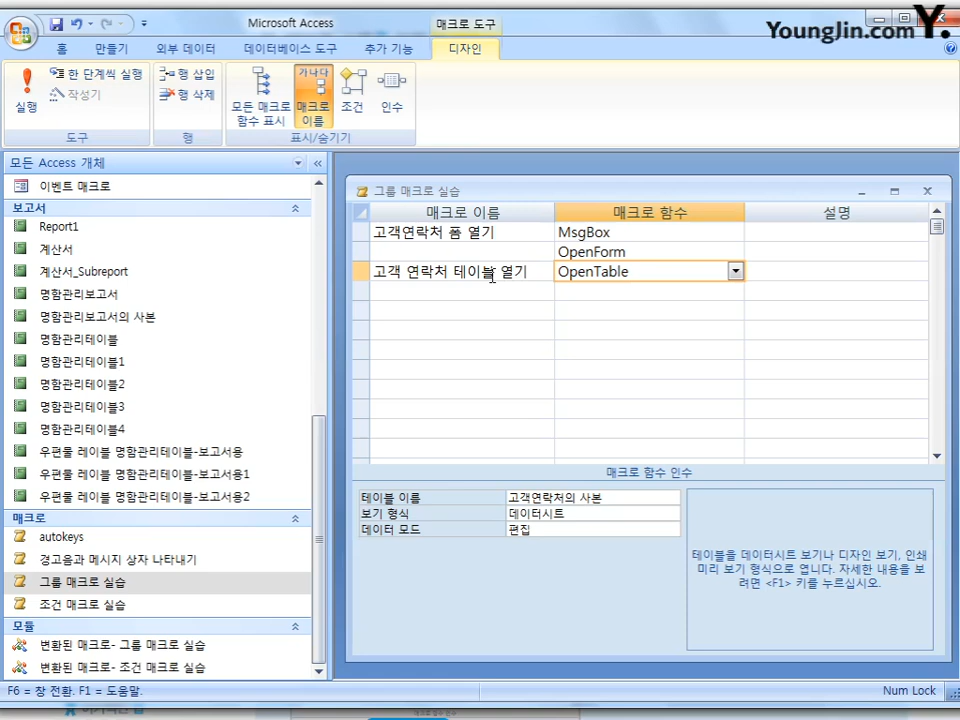 Microsoft Access
매크로 도구
YoungJin.com Y.
홈 만들기 외부 데이터 데이터베이스 도구 추가 기능 디자인
실행
한 단계씩 실행
작성기
도구
행 삽입
행 삭제
행
모든 매크로 함수 표시
가나다
매크로 이름
조건
인수
표시/숨기기
모든 Access 개체
이벤트 매크로
보고서
Report1
계산서
계산서_Subreport
명함관리보고서
명함관리보고서의 사본
명함관리테이블
명함관리테이블1
명함관리테이블2
명함관리테이블3
명함관리테이블4
우편물 레이블 명함관리테이블-보고서용
우편물 레이블 명함관리테이블-보고서용1
우편물 레이블 명함관리테이블-보고서용2
매크로
autokeys
경고음과 메시지 상자 나타내기
그룹 매크로 실습
조건 매크로 실습
모듈
변환된 매크로- 그룹 매크로 실습
변환된 매크로- 조건 매크로 실습
그룹 매크로 실습
매크로 이름 매크로 함수 설명
고객연락처 폼 열기 MsgBox
OpenForm
고객 연락처 테이블 열기 OpenTable
매크로 함수 인수
테이블 이름 고객연락처의 사본
보기 형식 데이터시트
데이터 모드 편집
테이블을 데이터시트 보기나 디자인 보기, 인쇄
미리 보기 형식으로 엽니다. 자세한 내용을 보
려면 <F1> 키를 누르십시오.
F6 = 창 전환. F1 = 도움말.
Num Lock